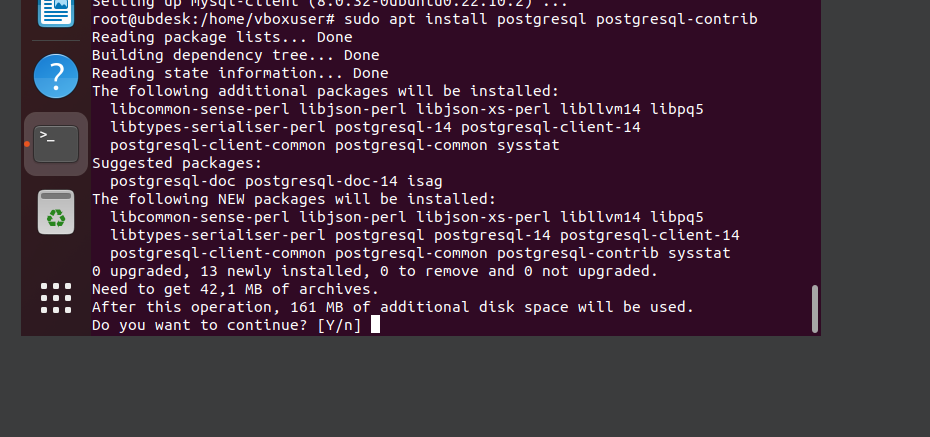 Setting up mysql-client (8.0.32-0ubuntu0.22.10.2) ...
root@ubdesk:/home/vboxuser# sudo apt install postgresql postgresql-contrib
Reading package lists... Done
Building dependency tree... Done
Reading state information... Done
The following additional packages will be installed:
libcommon-sense-perl libjson-perl libjson-xs-perl libllvm14 libpq5
libtypes-serialiser-perl postgresql-14 postgresql-client-14
postgresql-client-common postgresql-common sysstat
Suggested packages:
postgresql-doc postgresql-doc-14 isag
The following NEW packages will be installed:
libcommon-sense-perl libjson-perl libjson-xs-perl libllvm14 libpq5
libtypes-serialiser-perl postgresql postgresql-14 postgresql-client-14
postgresql-client-common postgresql-common postgresql-contrib sysstat
0 upgraded, 13 newly installed, 0 to remove and 0 not upgraded.
Need to get 42,1 MB of archives.
After this operation, 161 MB of additional disk space will be used.
Do you want to continue? [Y/n]